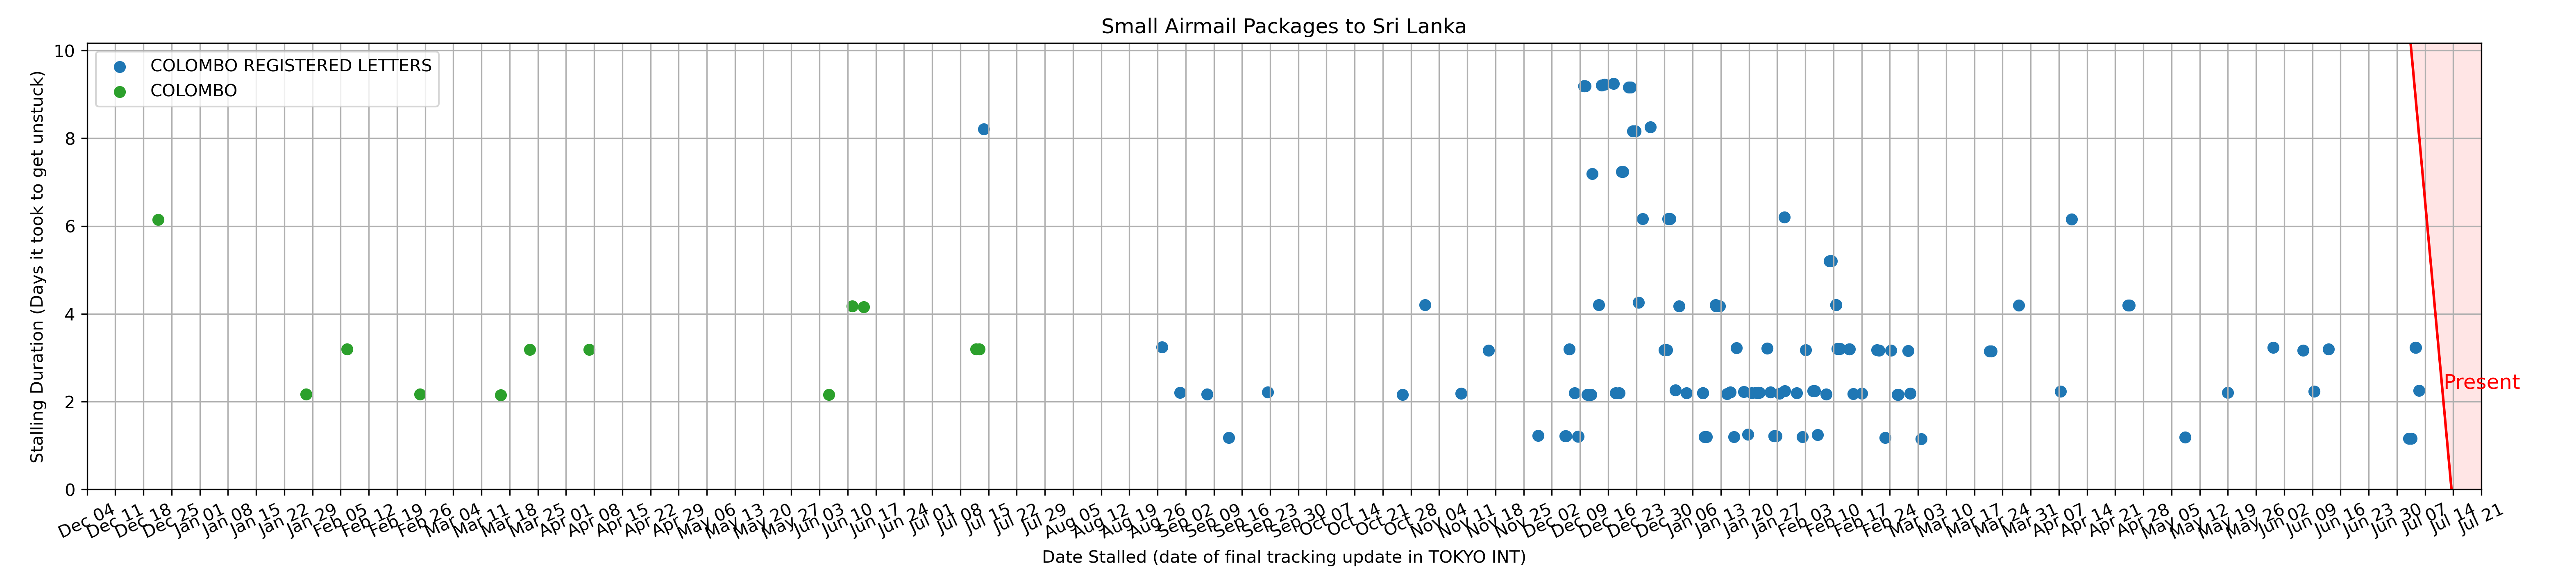 Small Airmail Packages to Sri Lanka
COLOMBO REGISTERED LETTERS
COLOMBO
Stalling Duration (Days it took to get unstuck)
10
8
6
4
2
0
Present
Dec 04 Dec 11 Dec 18 Dec 25 Jan 01 Jan 08 Jan 15 Jan 22 Jan 29 Feb 05 Feb 12 Feb 19 Feb 26 Mar 04 Mar 11 Mar 18 Mar 25 Apr 01 Apr 08 Apr 15 Apr 22 Apr 29 May 06 May 13 May 20 May 27 Jun 03 Jun 10 Jun 17 Jun 24 Jul 01 Jul 08 Jul 15 Jul 22 Jul 29 Aug 05 Aug 12 Aug 19 Aug 26 Sep 02 Sep 09 Sep 16 Sep 23 Sep 30 Oct 07 Oct 14 Oct 21 Oct 28 Nov 04 Nov 11 Nov 18 Nov 25 Dec 02 Dec 09 Dec 16 Dec 23 Dec 30 Jan 06 Jan 13 Jan 20 Jan 27 Feb 03 Feb 10 Feb 17 Feb 24 Mar 03 Mar 10 Mar 17 Mar 24 Mar 31 Apr 07 Apr 14 Apr 21 Apr 28 May 05 May 12 May 19 May 26 Jun 02 Jun 09 Jun 16 Jun 23 Jun 30 Jul 07 Jul 14 Jul 21
Date Stalled (date of final tracking update in TOKYO INT)